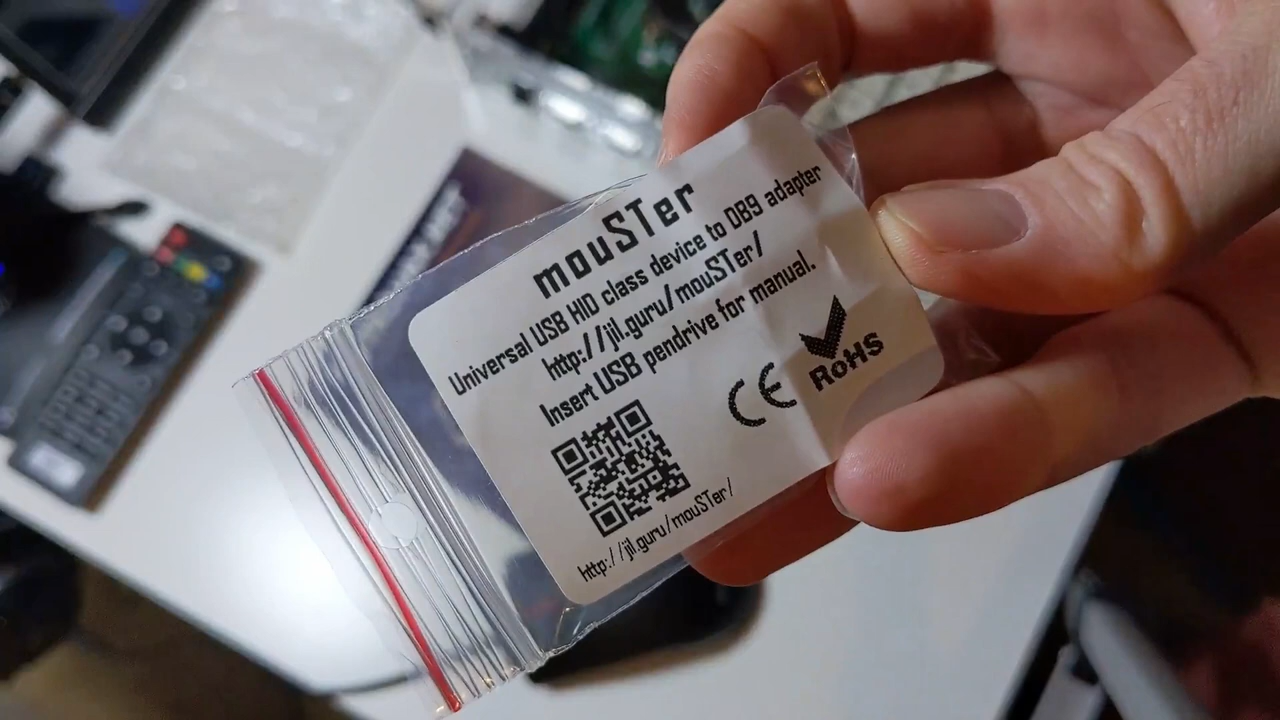 mouSTer
Universal USB HID class device to DB9 adapter
http://jil.guru/mouSTer/
Insert USB pendrive for manual.
CE
RoHS
http://jil.guru/mouSTer/